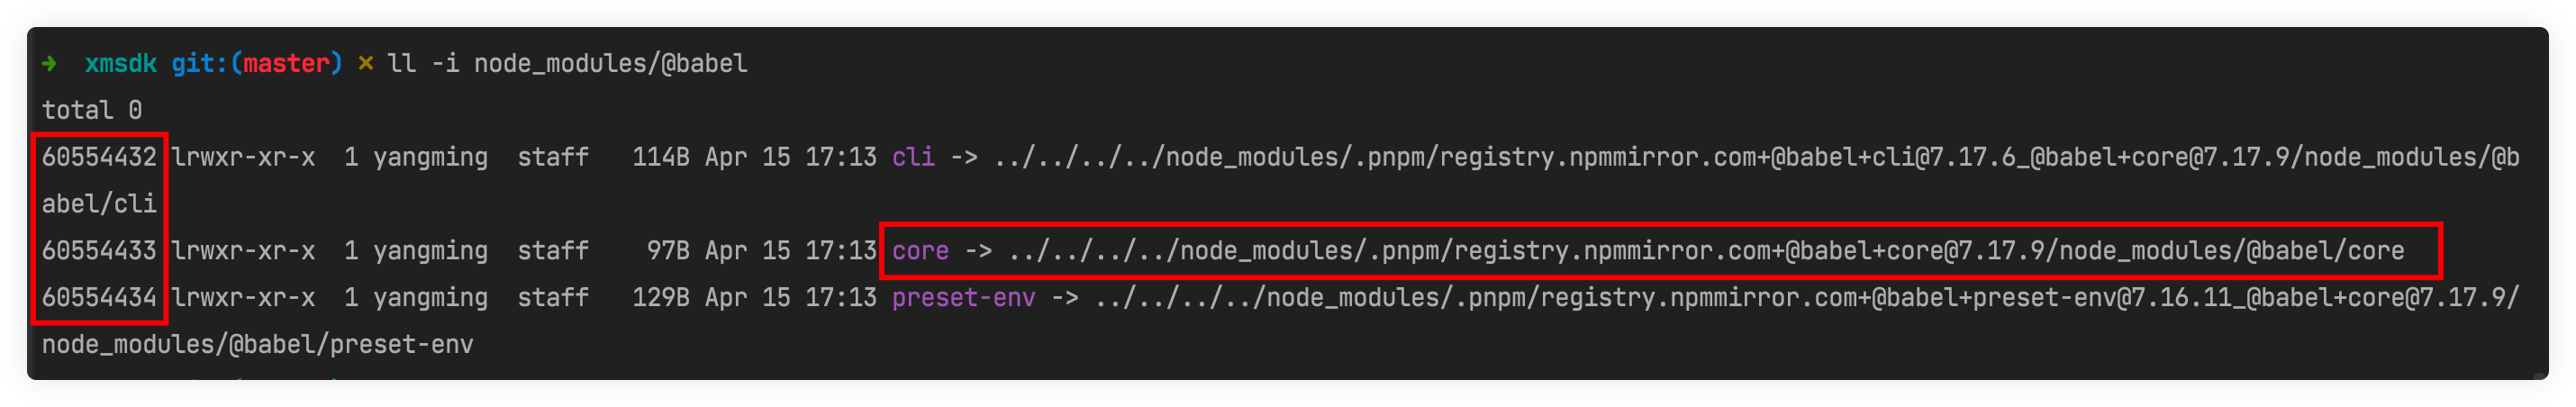 ➜  xmsdk git:(master) ✗ ll -i node_modules/@babel
total 0
60554432 lrwxr-xr-x  1 yangming  staff   114B Apr 15 17:13 cli -> ../../../../node_modules/.pnpm/registry.npmmirror.com+@babel+cli@7.17.6_@babel+core@7.17.9/node_modules/@b
abel/cli
60554433 lrwxr-xr-x  1 yangming  staff    97B Apr 15 17:13 core -> ../../../../node_modules/.pnpm/registry.npmmirror.com+@babel+core@7.17.9/node_modules/@babel/core
60554434 lrwxr-xr-x  1 yangming  staff   129B Apr 15 17:13 preset-env -> ../../../../node_modules/.pnpm/registry.npmmirror.com+@babel+preset-env@7.16.11_@babel+core@7.17.9/
node_modules/@babel/preset-env